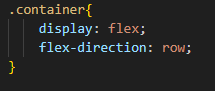 .container{
    display: flex;
    flex-direction: row;
}